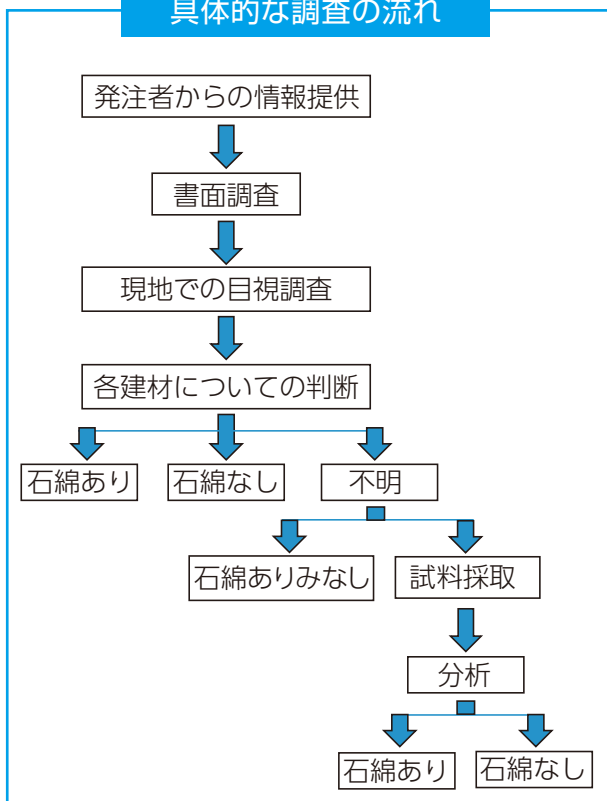 具体的な調査の流れ
発注者からの情報提供
書面調査
現地での目視調査
各建材についての判断
石綿あり
石綿なし
不明
石綿ありみなし
試料採取
分析
石綿あり
石綿なし